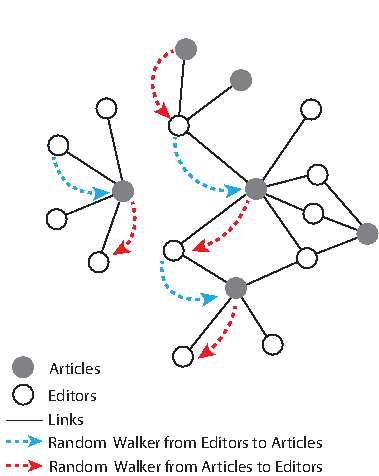 Articles
Editors
Links
Random Walker from Editors to Articles
Random Walker from Articles to Editors